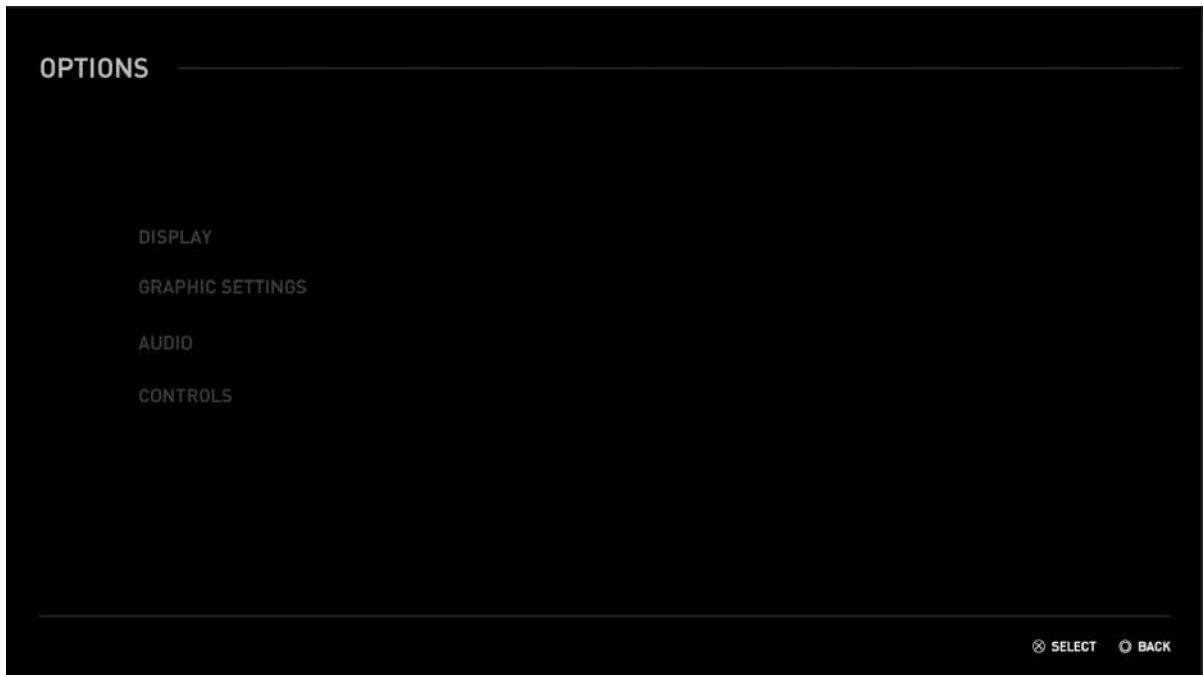 OPTIONS
DISPLAY
GRAPHIC SETTINGS
AUDIO
CONTROLS
SELECT BACK